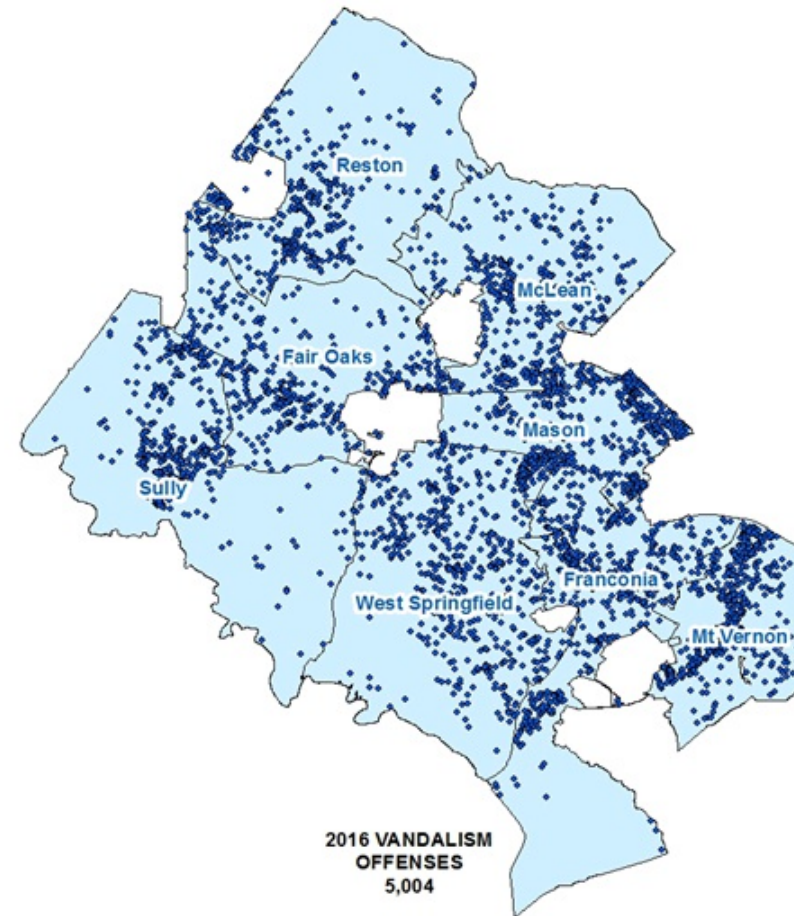 Reston
McLean
Fair Oaks
Mason
Sully
Franconia
West Springfield
Mt Vernon
2016 VANDALISM
OFFENSES
5,004